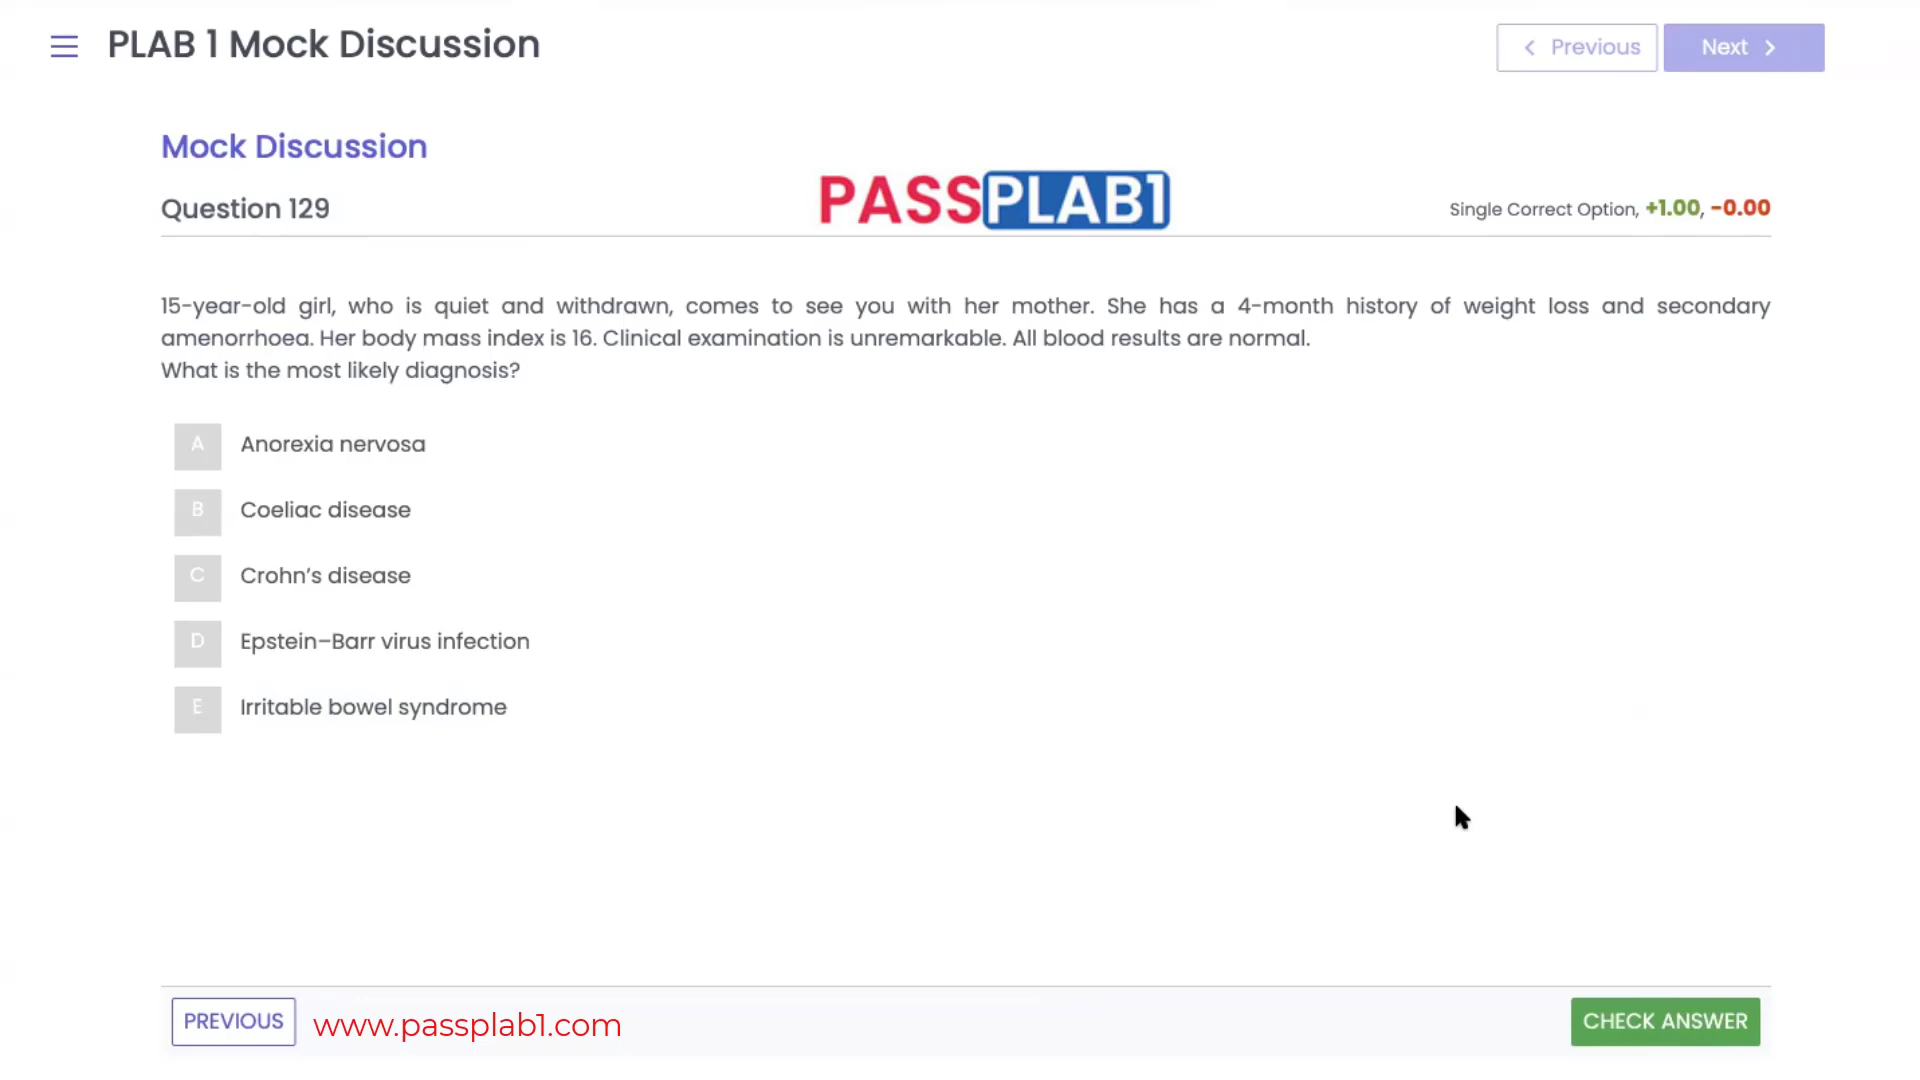 PLAB 1 Mock Discussion
Previous
Next
Mock Discussion
Question 129
PASSPLAB1
Single Correct Option, +1.00, -0.00
15-year-old girl, who is quiet and withdrawn, comes to see you with her mother. She has a 4-month history of weight loss and secondary
amenorrhoea. Her body mass index is 16. Clinical examination is unremarkable. All blood results are normal.
What is the most likely diagnosis?
A Anorexia nervosa
B Coeliac disease
C Crohn’s disease
D Epstein–Barr virus infection
E Irritable bowel syndrome
PREVIOUS
www.passplab1.com
CHECK ANSWER